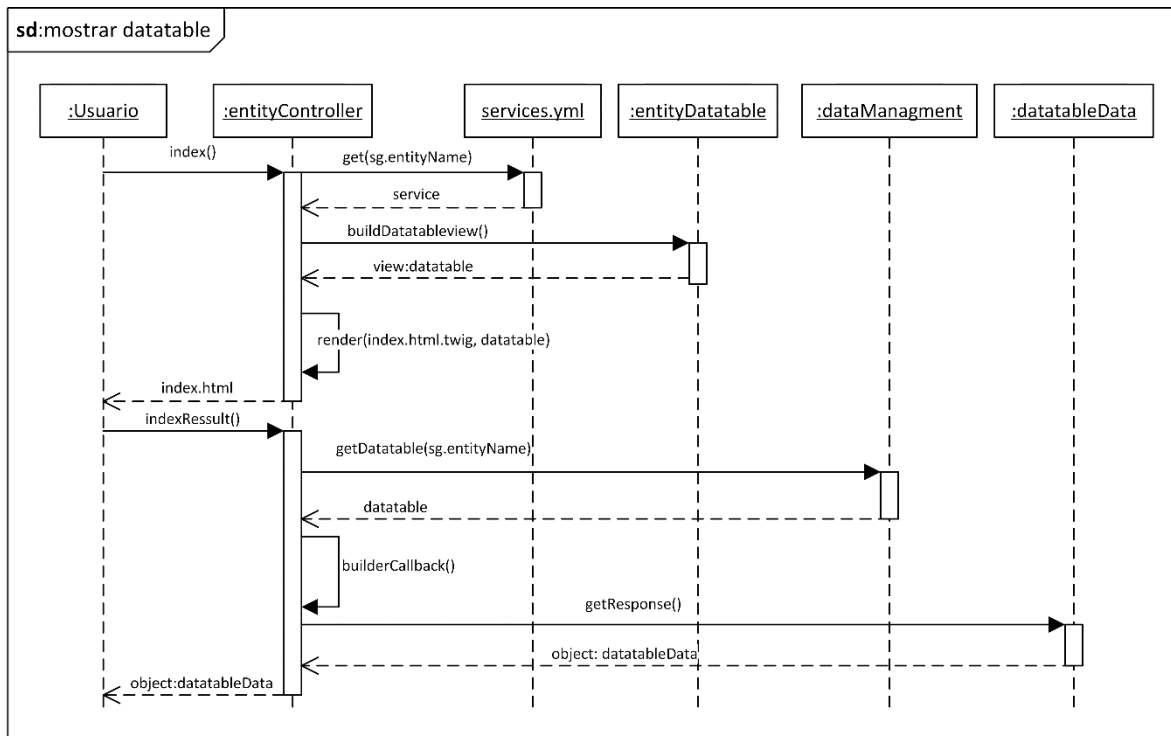 sd:mostrar datatable
:Usuario
:entityController
services.yml
:entityDatatable
:dataManagment
:datatableData
index()
get(sg.entityName)
service
buildDatatableview()
view:datatable
render(index.html.twig, datatable)
index.html
indexRessult()
getDatatable(sg.entityName)
datatable
builderCallback()
getResponse()
object: datatableData
object:datatableData